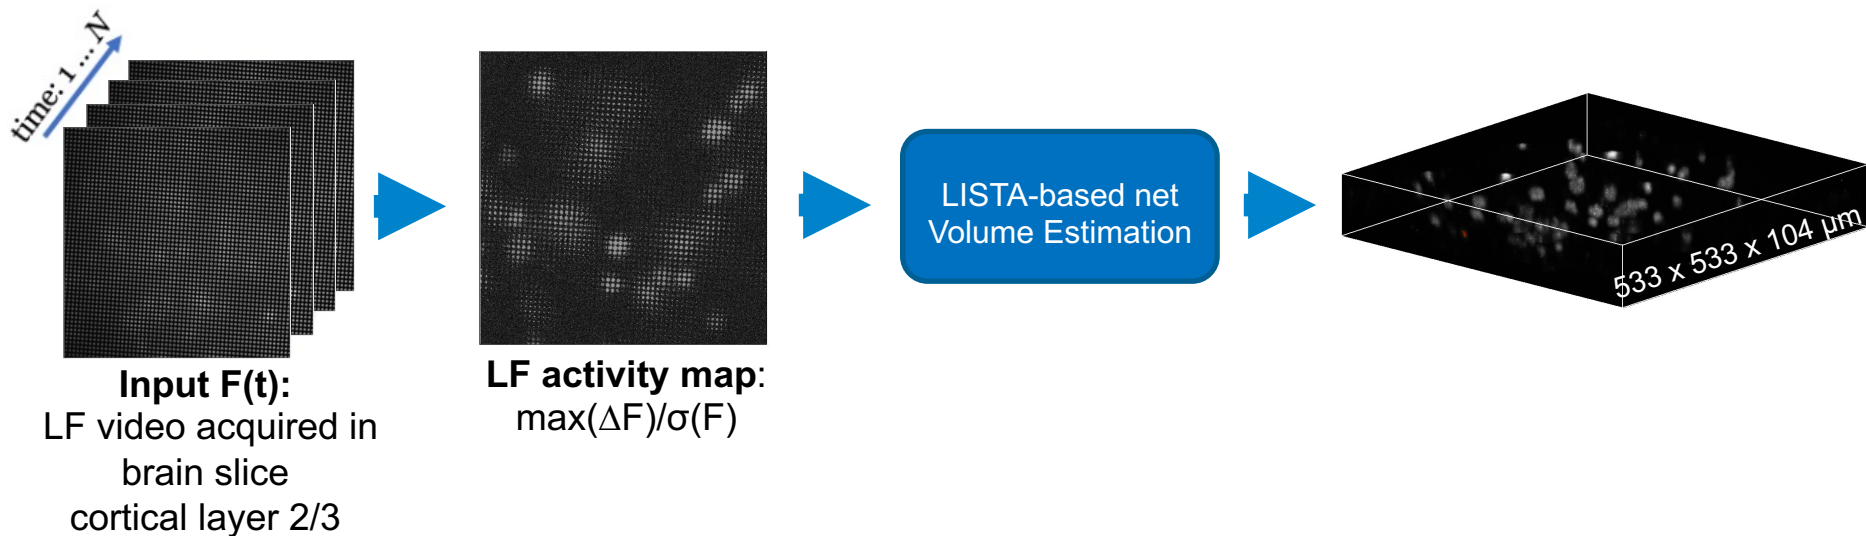 time: 1 ... N
Input F(t):
LF video acquired in
brain slice
cortical layer 2/3
LF activity map:
max(ΔF)/σ(F)
LISTA-based net
Volume Estimation
533 x 533 x 104 μm